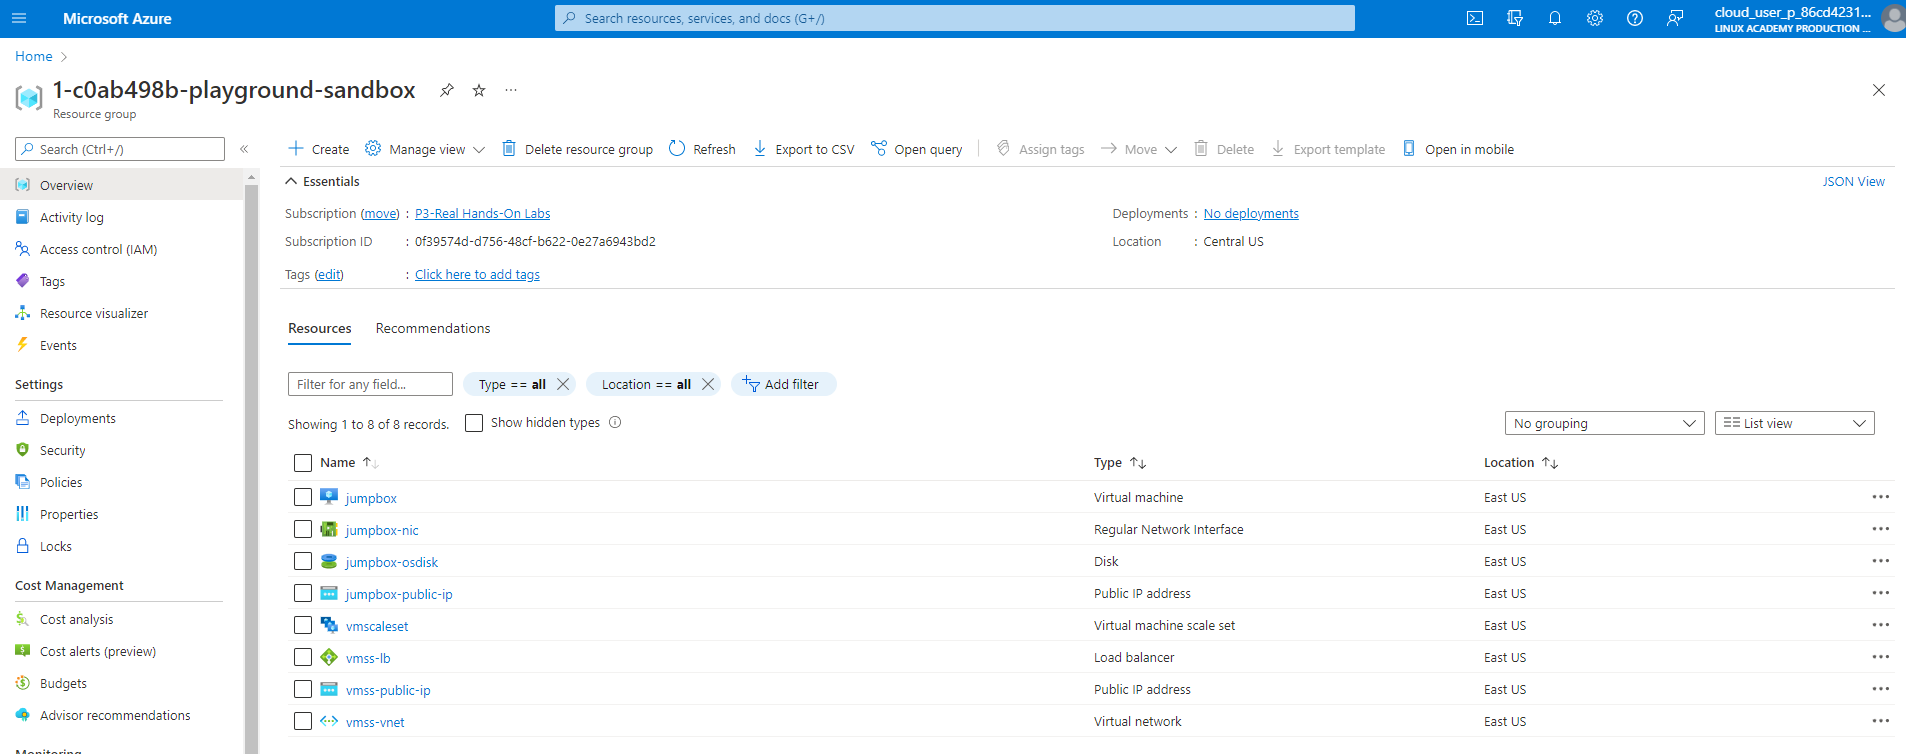 Microsoft Azure
Search resources, services, and docs (G+/)
cloud_user_p_86cd4231...
LINUX ACADEMY PRODUCTION ...
Home
1-c0ab498b-playground-sandbox
Resource group
Search (Ctrl+/)
Overview
Activity log
Access control (IAM)
Tags
Resource visualizer
Events
Settings
Deployments
Security
Policies
Properties
Locks
Cost Management
Cost analysis
Cost alerts (preview)
Budgets
Advisor recommendations
Monitoring
Create Manage view Delete resource group Refresh Export to CSV Open query Assign tags Move Delete Export template Open in mobile
Essentials
JSON View
Subscription (move) : P3-Real Hands-On Labs
Deployments : No deployments
Subscription ID : 0f39574d-d756-48cf-b622-0e27a6943bd2
Location : Central US
Tags (edit) : Click here to add tags
Resources Recommendations
Filter for any field... Type == all Location == all Add filter
Showing 1 to 8 of 8 records. Show hidden types
No grouping List view
Name Type Location
jumpbox Virtual machine East US
jumpbox-nic Regular Network Interface East US
jumpbox-osdisk Disk East US
jumpbox-public-ip Public IP address East US
vmscaleset Virtual machine scale set East US
vmss-lb Load balancer East US
vmss-public-ip Public IP address East US
vmss-vnet Virtual network East US